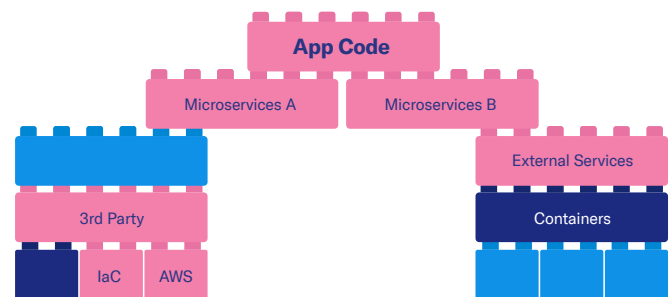 App Code
Microservices A
Microservices B
External Services
3rd Party
Containers
IaC
AWS